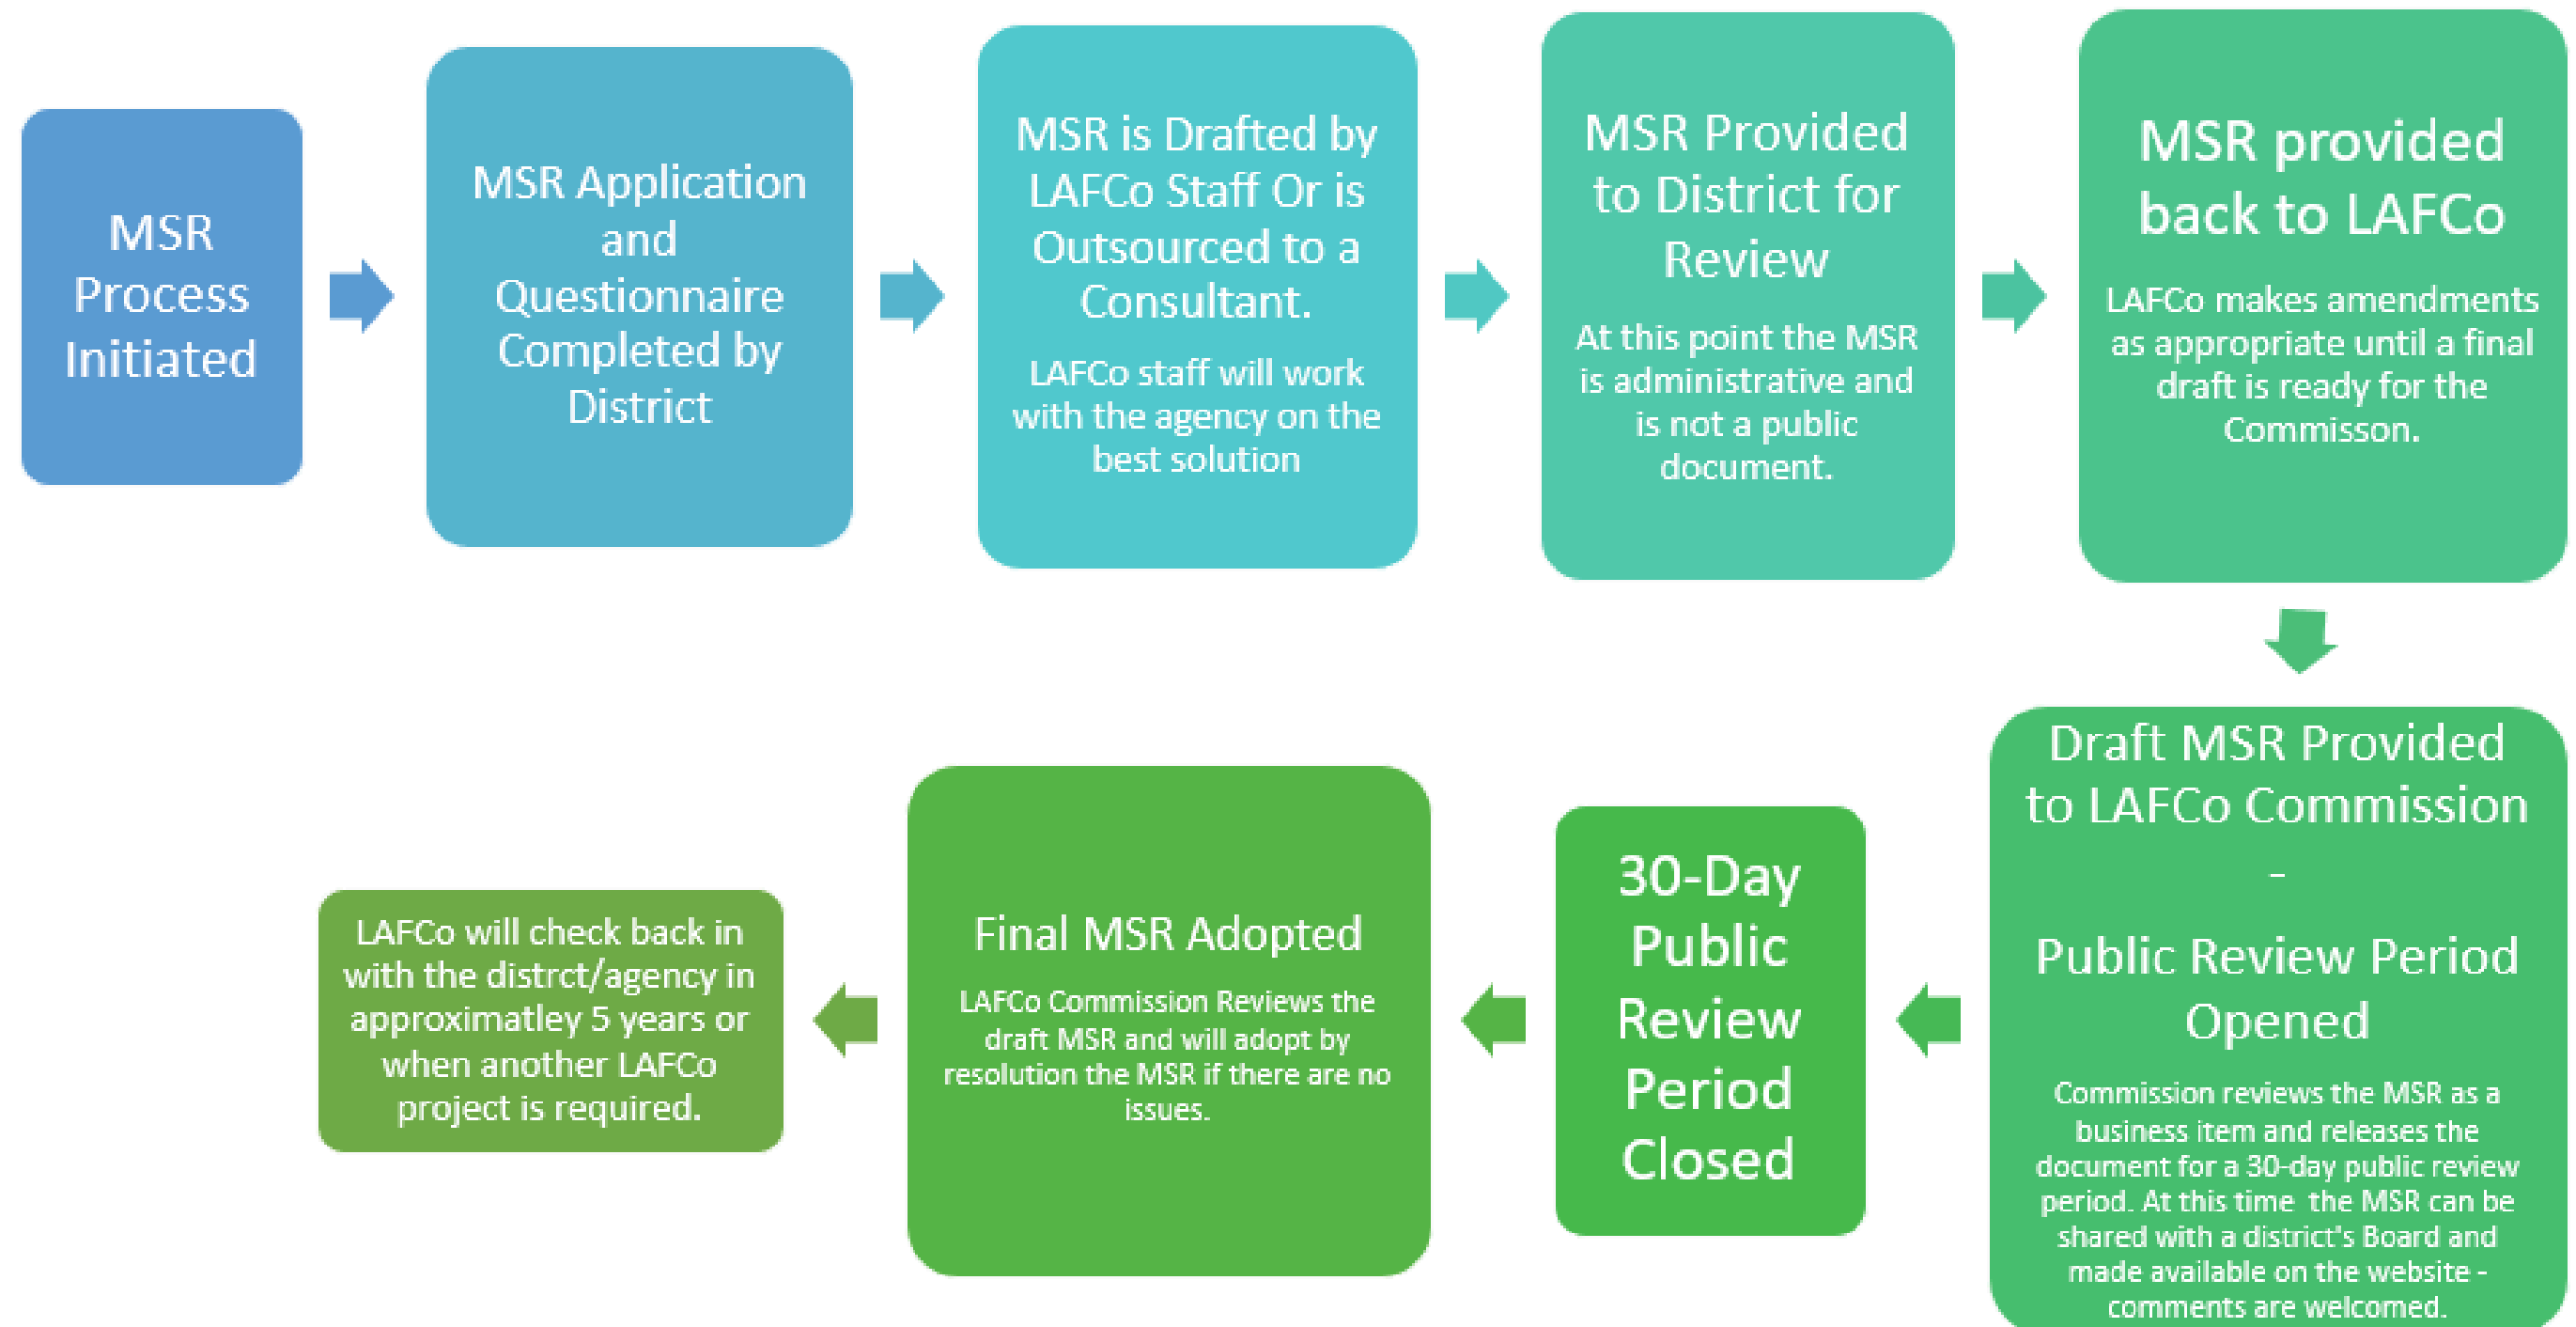 MSR
Process
Initiated
MSR Application
and
Questionnaire
Completed by
District
MSR is Drafted by
LAFCo Staff Or is
Outsourced to a
Consultant.
LAFCo staff will work
with the agency on the
best solution
MSR Provided
to District for
Review
At this point the MSR
is administrative and
is not a public
document.
MSR provided
back to LAFCo
LAFCo makes amendments
as appropriate until a final
draft is ready for the
Commisson.
Draft MSR Provided
to LAFCo Commission
-
Public Review Period
Opened
Commission reviews the MSR as a
business item and releases the
document for a 30-day public review
period. At this time the MSR can be
shared with a district's Board and
made available on the website -
comments are welcomed.
30-Day
Public
Review
Period
Closed
Final MSR Adopted
LAFCo Commission Reviews the
draft MSR and will adopt by
resolution the MSR if there are no
issues.
LAFCo will check back in
with the distrct/agency in
approximatley 5 years or
when another LAFCo
project is required.